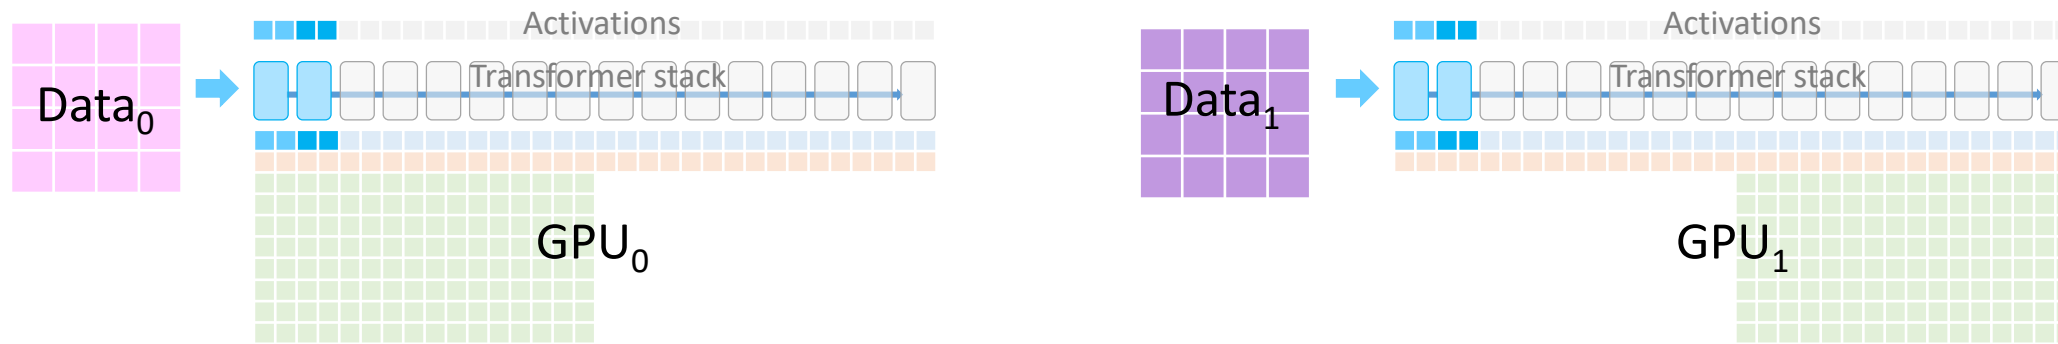 Activations
Transformer stack
Data₀
GPU₀
Activations
Transformer stack
Data₁
GPU₁